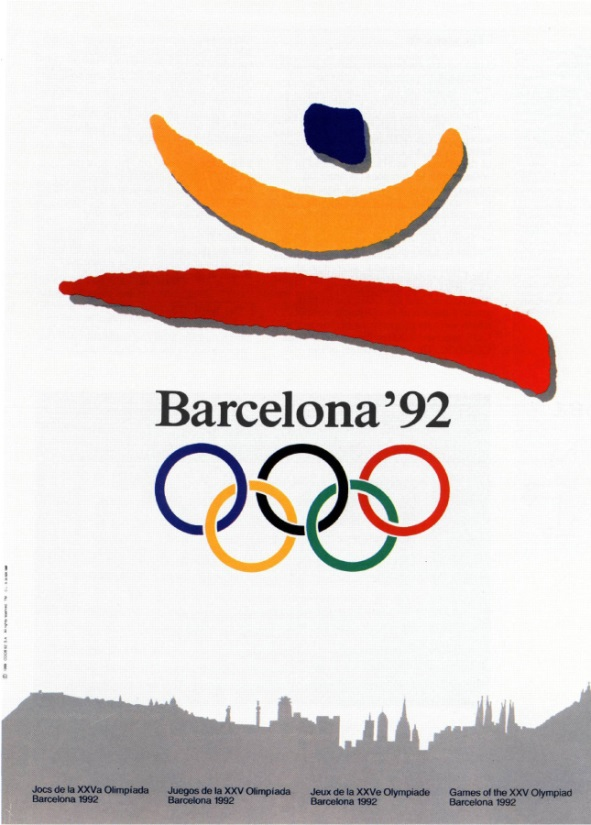 Barcelona ’92
Jocs de la XXVa Olimpíada
Barcelona 1992
Juegos de la XXV Olimpíada
Barcelona 1992
Jeux de la XXVe Olympiade
Barcelona 1992
Games of the XXV Olympiad
Barcelona 1992